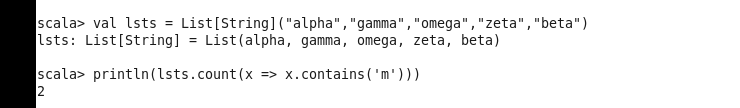 scala> val lsts = List[String]("alpha","gamma","omega","zeta","beta")
lsts: List[String] = List(alpha, gamma, omega, zeta, beta)
scala> println(lsts.count(x => x.contains('m')))
2